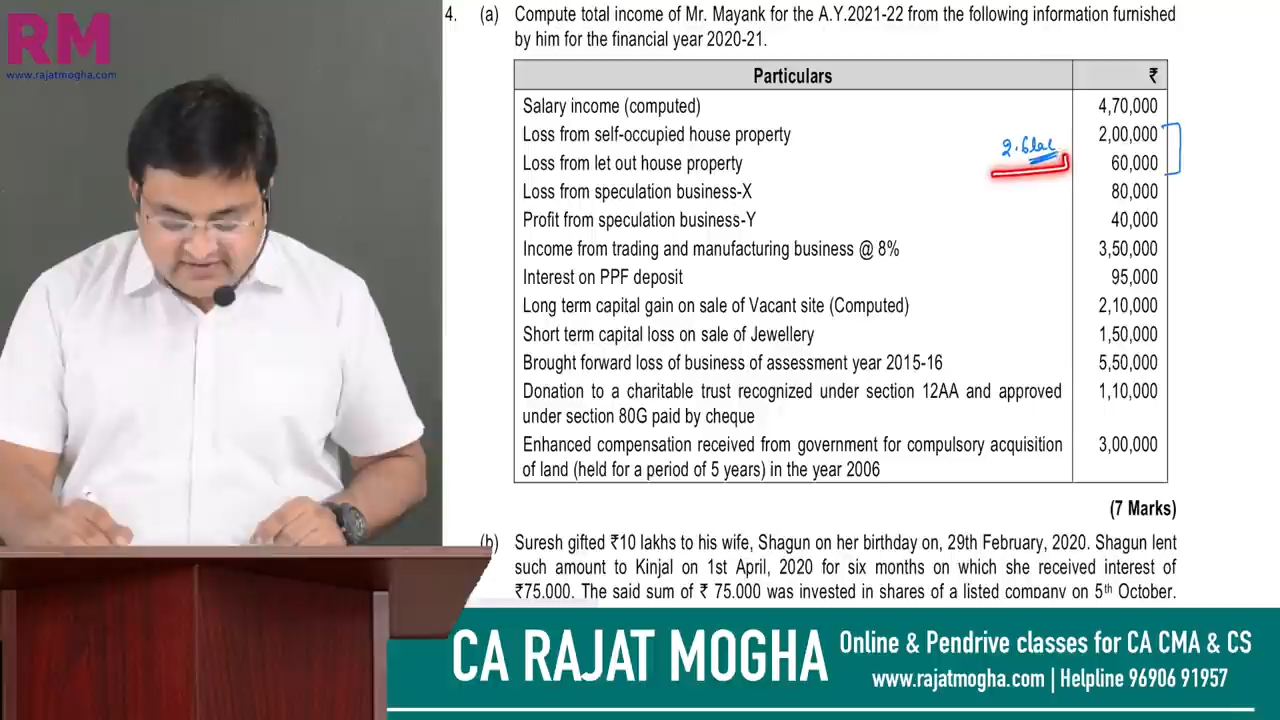 RM
www.rajatmogha.com
4. (a) Compute total income of Mr. Mayank for the A.Y.2021-22 from the following information furnished
by him for the financial year 2020-21.
Particulars ₹
Salary income (computed) 4,70,000
Loss from self-occupied house property 2,00,000
2.6 lac
Loss from let out house property 60,000
Loss from speculation business-X 80,000
Profit from speculation business-Y 40,000
Income from trading and manufacturing business @ 8% 3,50,000
Interest on PPF deposit 95,000
Long term capital gain on sale of Vacant site (Computed) 2,10,000
Short term capital loss on sale of Jewellery 1,50,000
Brought forward loss of business of assessment year 2015-16 5,50,000
Donation to a charitable trust recognized under section 12AA and approved 1,10,000
under section 80G paid by cheque
Enhanced compensation received from government for compulsory acquisition 3,00,000
of land (held for a period of 5 years) in the year 2006
(7 Marks)
(b) Suresh gifted ₹10 lakhs to his wife, Shagun on her birthday on, 29th February, 2020. Shagun lent
such amount to Kinjal on 1st April, 2020 for six months on which she received interest of
₹75,000. The said sum of ₹ 75,000 was invested in shares of a listed company on 5th October,
CA RAJAT MOGHA
Online & Pendrive classes for CA CMA & CS
www.rajatmogha.com | Helpline 96906 91957